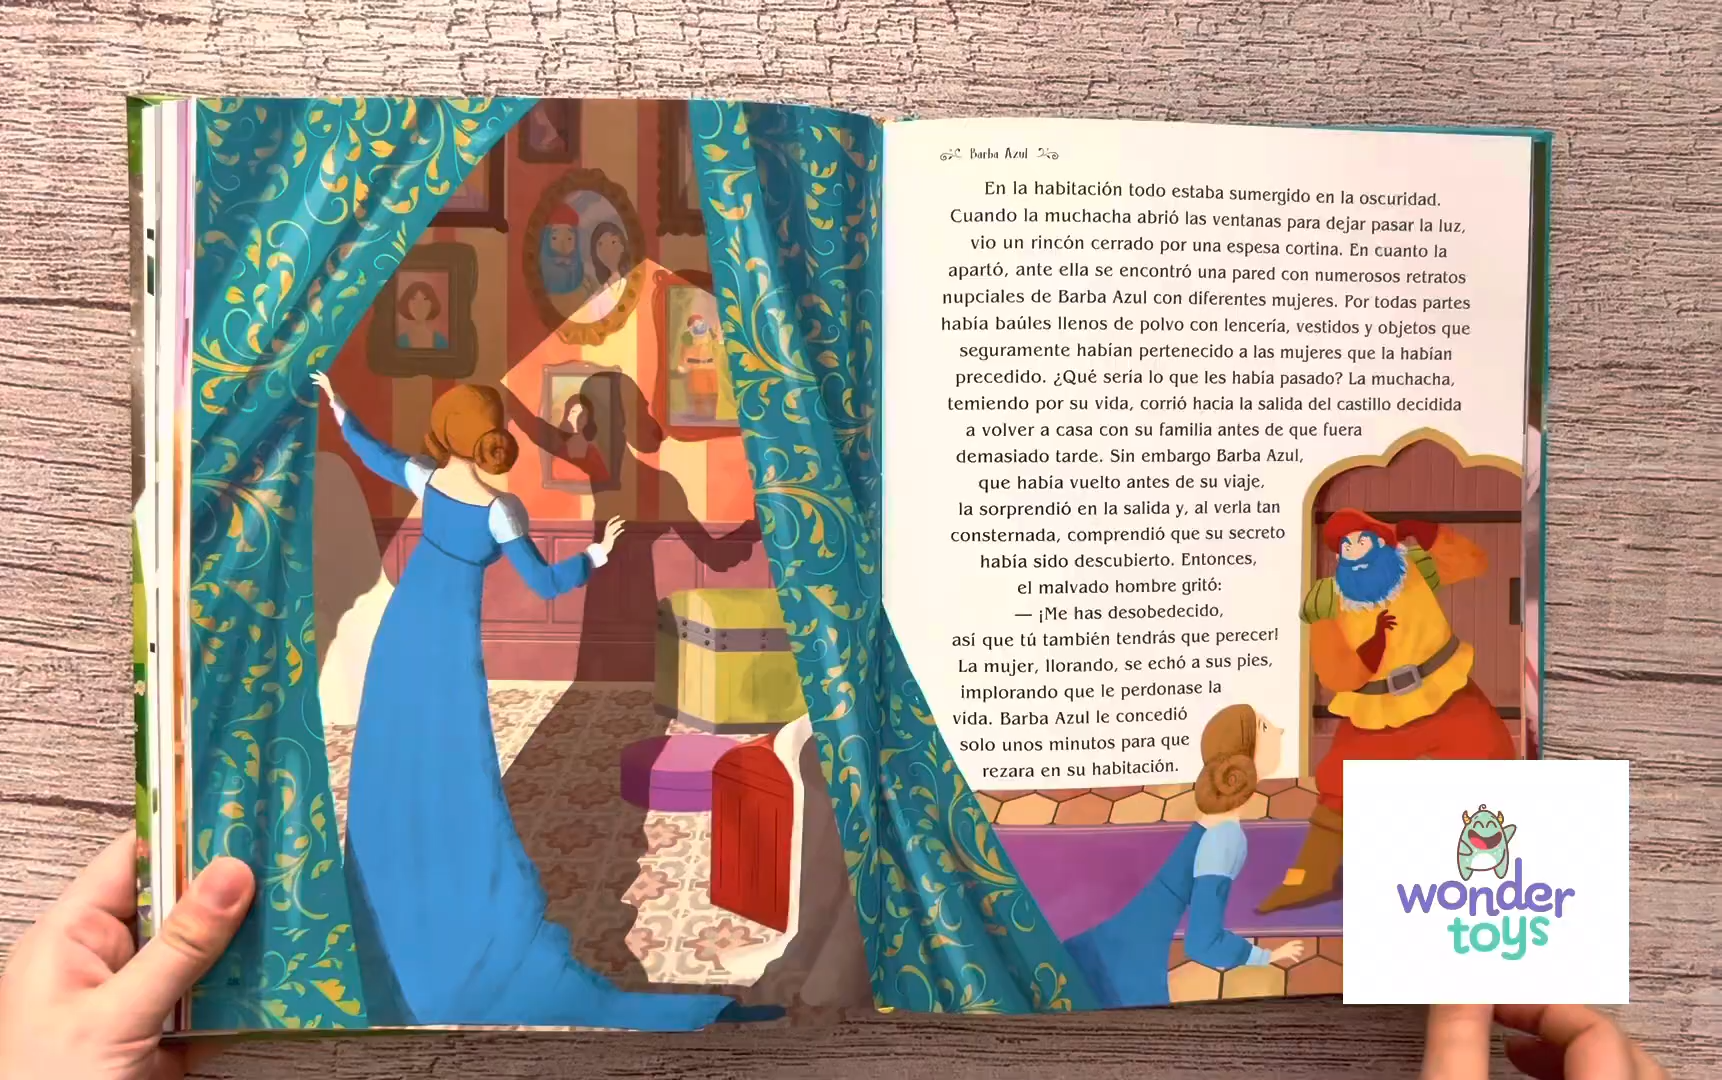 Barba Azul
En la habitación todo estaba sumergido en la oscuridad.
Cuando la muchacha abrió las ventanas para dejar pasar la luz,
vio un rincón cerrado por una espesa cortina. En cuanto la
apartó, ante ella se encontró una pared con numerosos retratos
nupciales de Barba Azul con diferentes mujeres. Por todas partes
había baúles llenos de polvo con lencería, vestidos y objetos que
seguramente habían pertenecido a las mujeres que la habían
precedido. ¿Qué sería lo que les había pasado? La muchacha,
temiendo por su vida, corrió hacia la salida del castillo decidida
a volver a casa con su familia antes de que fuera
demasiado tarde. Sin embargo Barba Azul,
que había vuelto antes de su viaje,
la sorprendió en la salida y, al verla tan
consternada, comprendió que su secreto
había sido descubierto. Entonces,
el malvado hombre gritó:
— ¡Me has desobedecido,
así que tú también tendrás que perecer!
La mujer, llorando, se echó a sus pies,
implorando que le perdonase la
vida. Barba Azul le concedió
solo unos minutos para que
rezara en su habitación.
wonder
toys